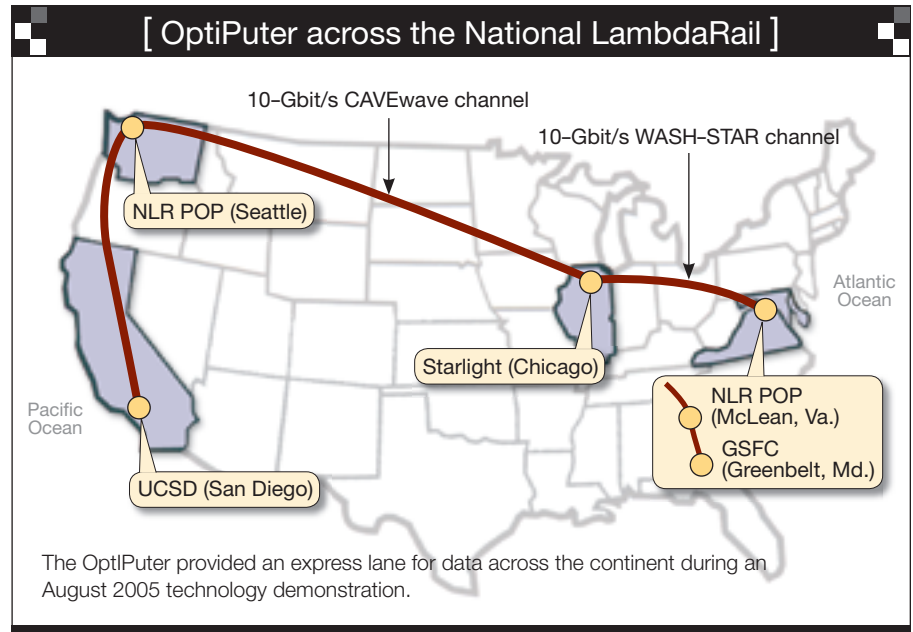 [ OptiPuter across the National LambdaRail ]
10-Gbit/s CAVEwave channel
10-Gbit/s WASH-STAR channel
NLR POP (Seattle)
Atlantic
Ocean
Starlight (Chicago)
NLR POP
(McLean, Va.)
GSFC
(Greenbelt, Md.)
Pacific
Ocean
UCSD (San Diego)
The OptIPuter provided an express lane for data across the continent during an
August 2005 technology demonstration.